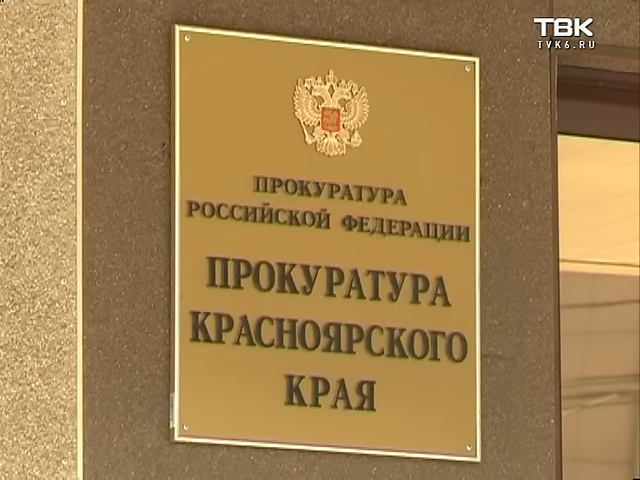 ТВК
TVK6.RU
ПРОКУРАТУРА
РОССИЙСКОЙ ФЕДЕРАЦИИ
ПРОКУРАТУРА
КРАСНОЯРСКОГО
КРАЯ